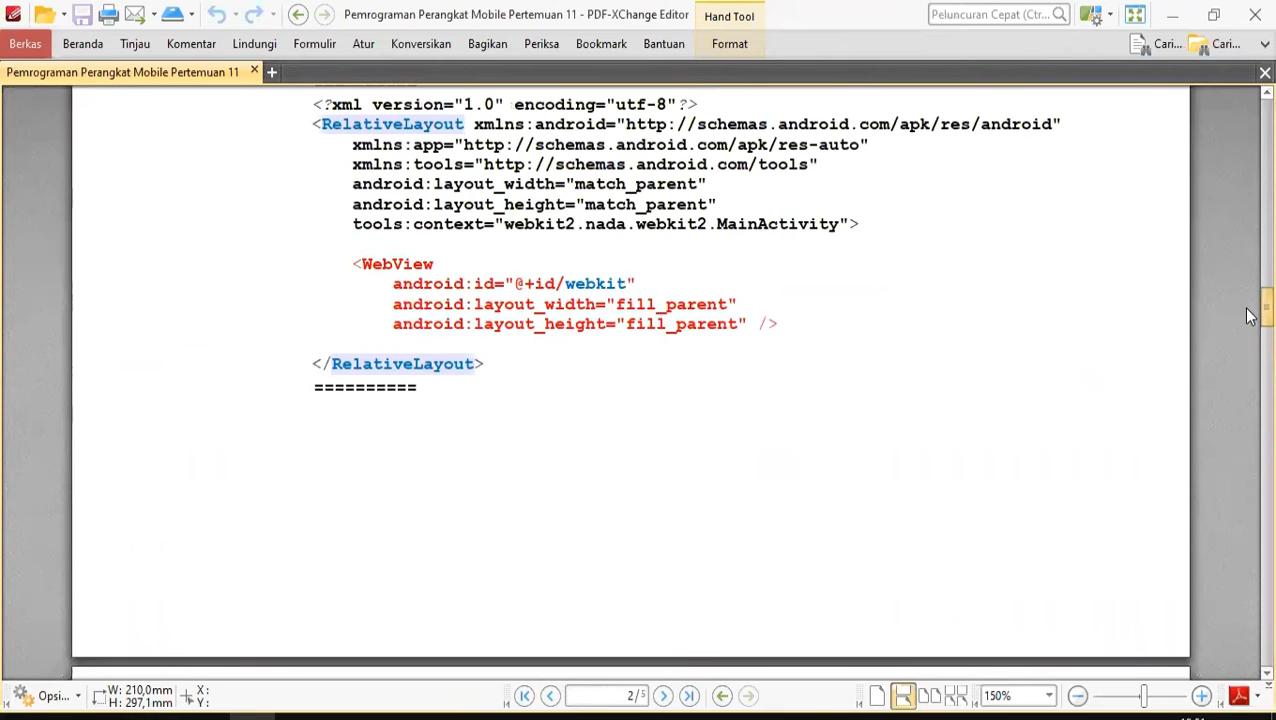 Pemrograman Perangkat Mobile Pertemuan 11 - PDF-XChange Editor
Hand Tool
Peluncuran Cepat (Ctr...
Berkas
Beranda
Tinjau
Komentar
Lindungi
Formulir
Atur
Konversikan
Bagikan
Periksa
Bookmark
Bantuan
Format
Cari...
Cari...
Pemrograman Perangkat Mobile Pertemuan 11
<?xml version="1.0" encoding="utf-8"?>
<RelativeLayout xmlns:android="http://schemas.android.com/apk/res/android"
xmlns:app="http://schemas.android.com/apk/res-auto"
xmlns:tools="http://schemas.android.com/tools"
android:layout_width="match_parent"
android:layout_height="match_parent"
tools:context="webkit2.nada.webkit2.MainActivity">
<WebView
android:id="@+id/webkit"
android:layout_width="fill_parent"
android:layout_height="fill_parent" />
</RelativeLayout>
==========
Opsi...
W: 210,0mm
H: 297,1mm
X:
Y:
2/5
150%